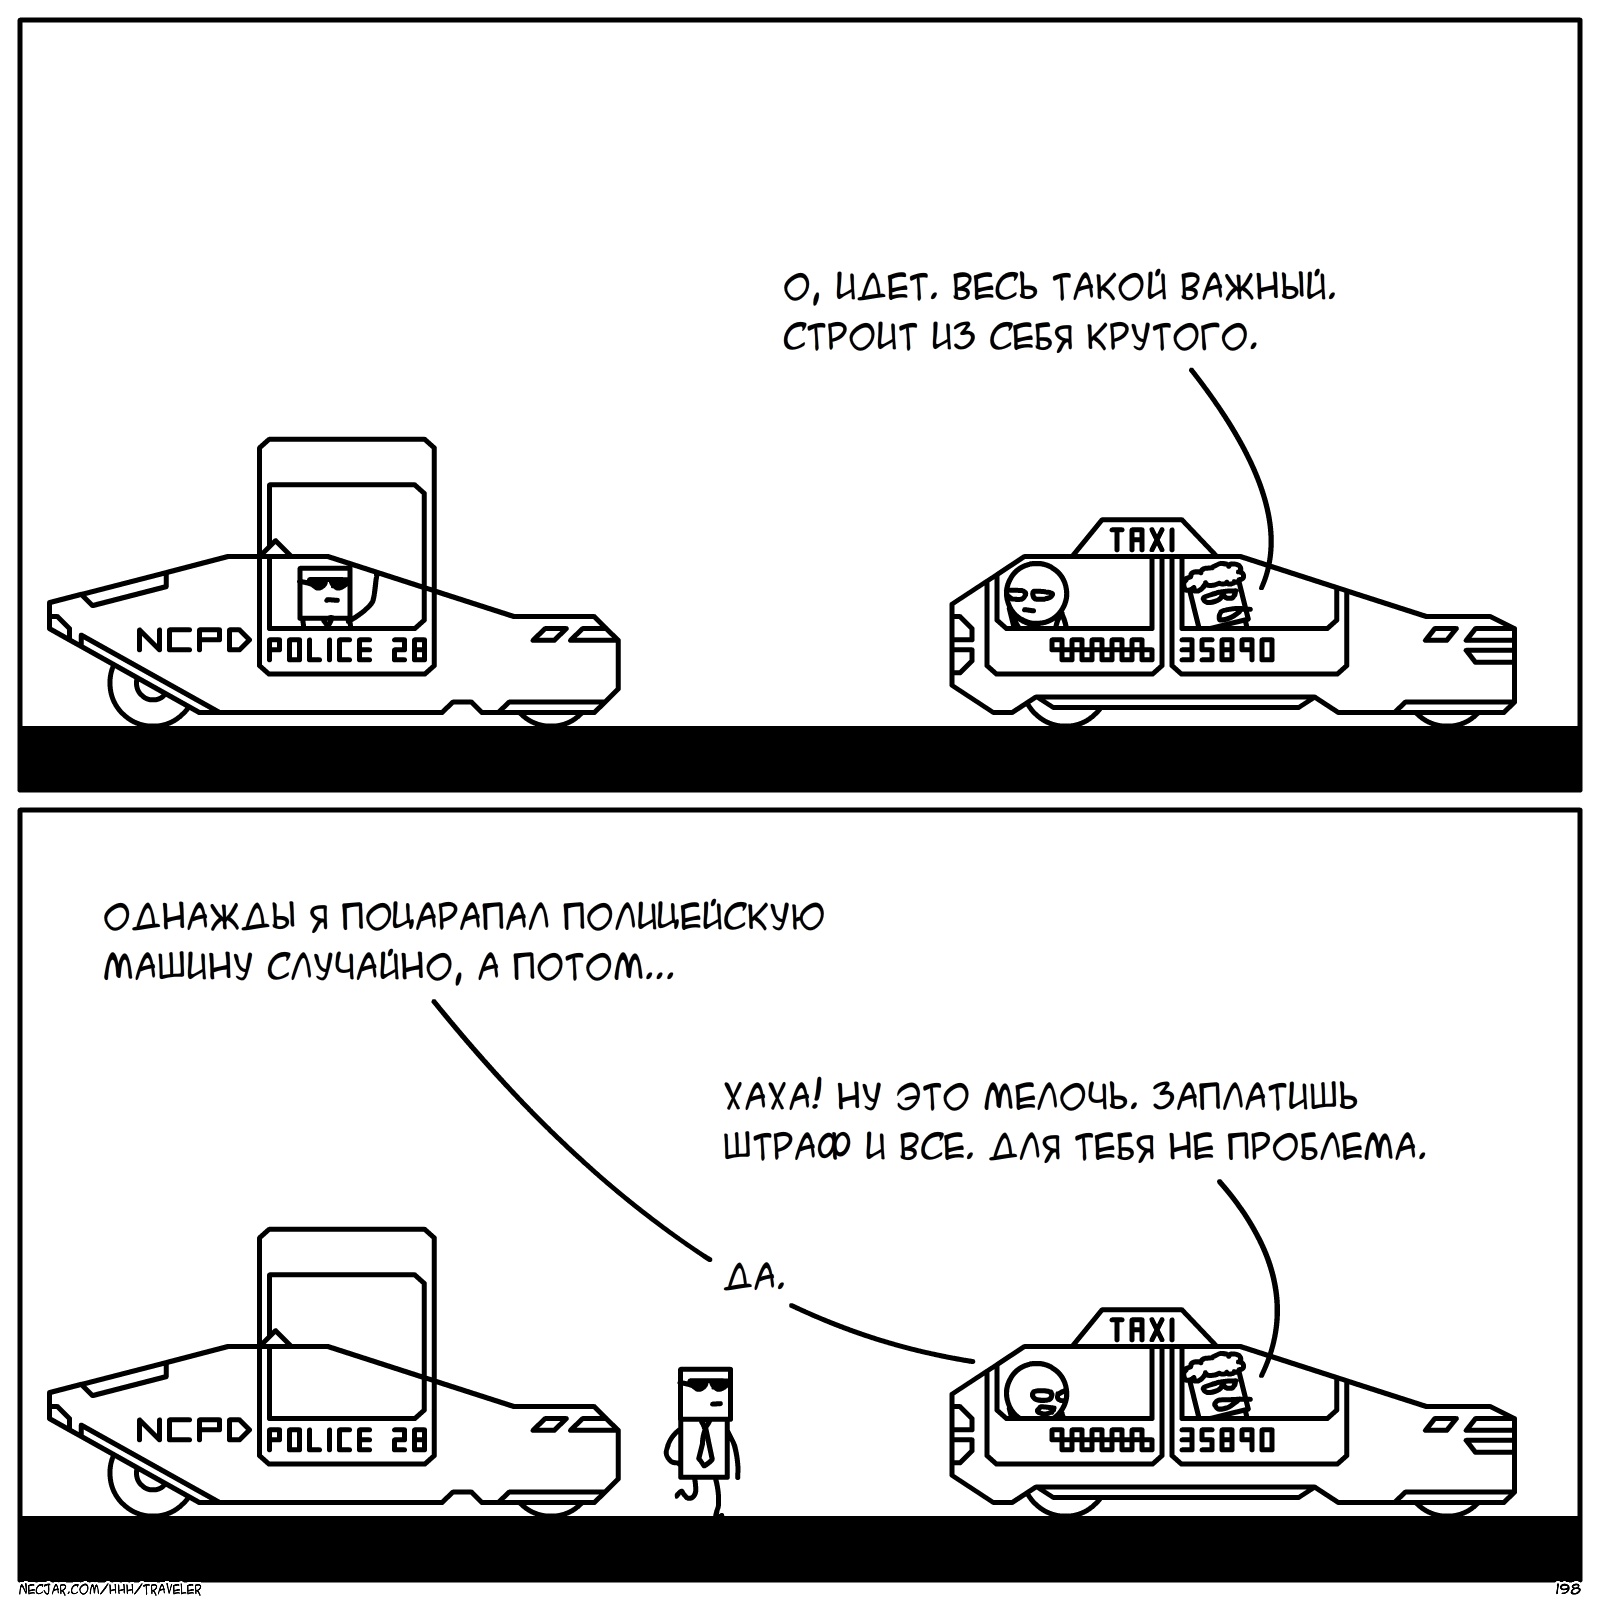 О, ИДЕТ. ВЕСЬ ТАКОЙ ВАЖНЫЙ.
СТРОИТ ИЗ СЕБЯ КРУТОГО.
TAXI
NCPD
POLICE 28
35890
ОДНАЖДЫ Я ПОЦАРАПАЛ ПОЛИЦЕЙСКУЮ
МАШИНУ СЛУЧАЙНО, А ПОТОМ...
ХАХА! НУ ЭТО МЕЛОЧЬ. ЗАПЛАТИШЬ
ШТРАФ И ВСЕ. ДЛЯ ТЕБЯ НЕ ПРОБЛЕМА.
ДА.
TAXI
NCPD
POLICE 28
35890
NECJAR.COM/HHH/TRAVELER
198